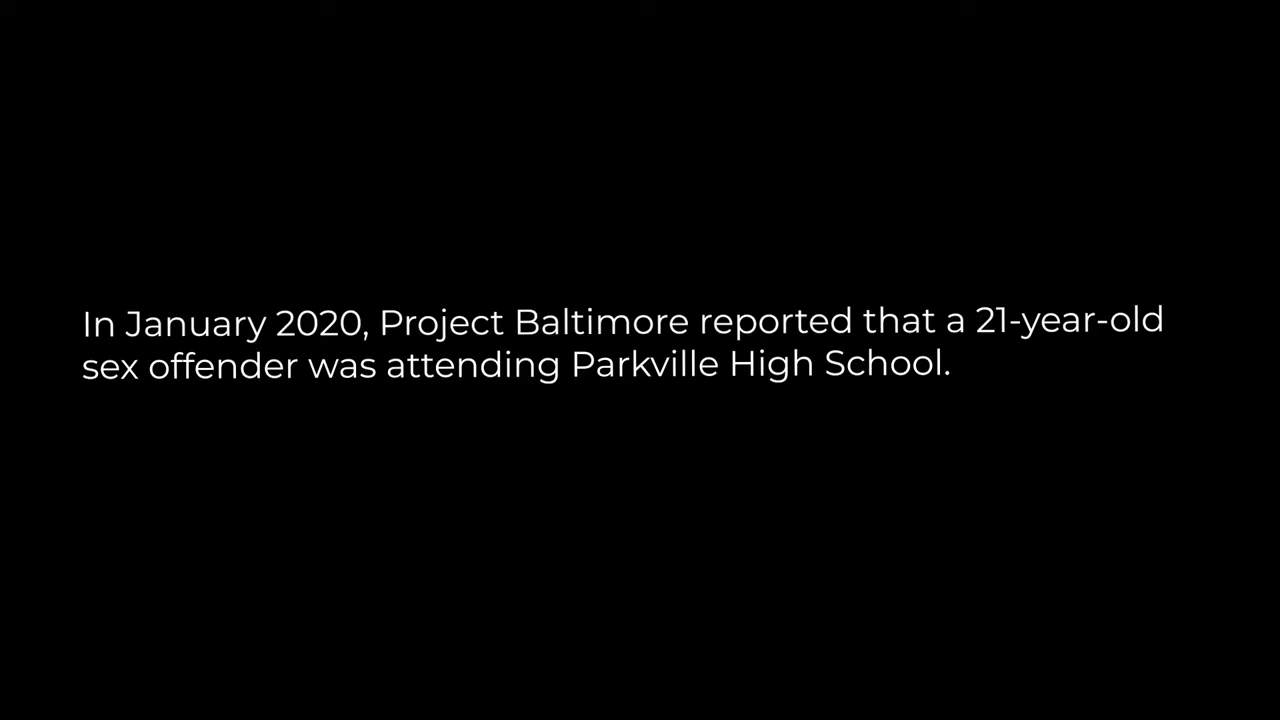 In January 2020, Project Baltimore reported that a 21-year-old
sex offender was attending Parkville High School.